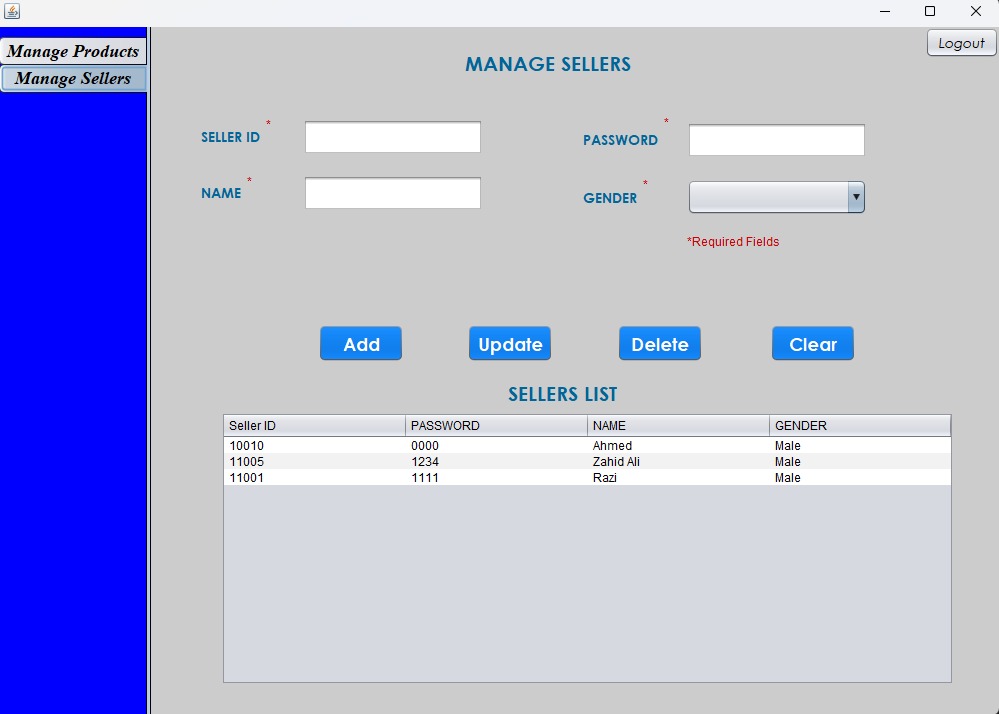 Logout
Manage Products
Manage Sellers
MANAGE SELLERS
SELLER ID *
PASSWORD *
NAME *
GENDER *
*Required Fields
Add Update Delete Clear
SELLERS LIST
Seller ID PASSWORD NAME GENDER
10010 0000 Ahmed Male
11005 1234 Zahid Ali Male
11001 1111 Razi Male